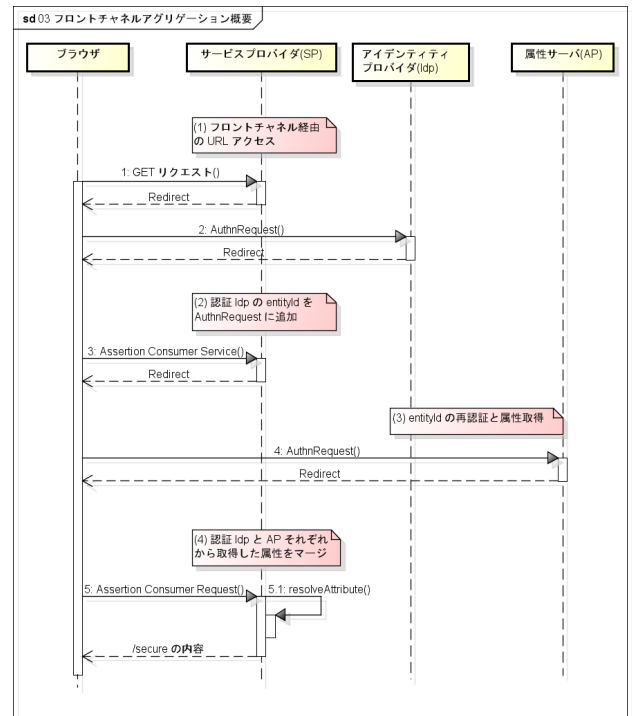 sd 03 フロントチャネルアグリゲーション概要
ブラウザ
サービスプロバイダ(SP)
アイデンティティ
プロバイダ(Idp)
属性サーバ(AP)
(1) フロントチャネル経由
の URL アクセス
1: GET リクエスト()
Redirect
2: AuthnRequest()
Redirect
(2) 認証 Idp の entityId を
AuthnRequest に追加
3: Assertion Consumer Service()
Redirect
(3) entityId の再認証と属性取得
4: AuthnRequest()
Redirect
(4) 認証 Idp と AP それぞれ
から取得した属性をマージ
5: Assertion Consumer Request()
5.1: resolveAttribute()
/secure の内容